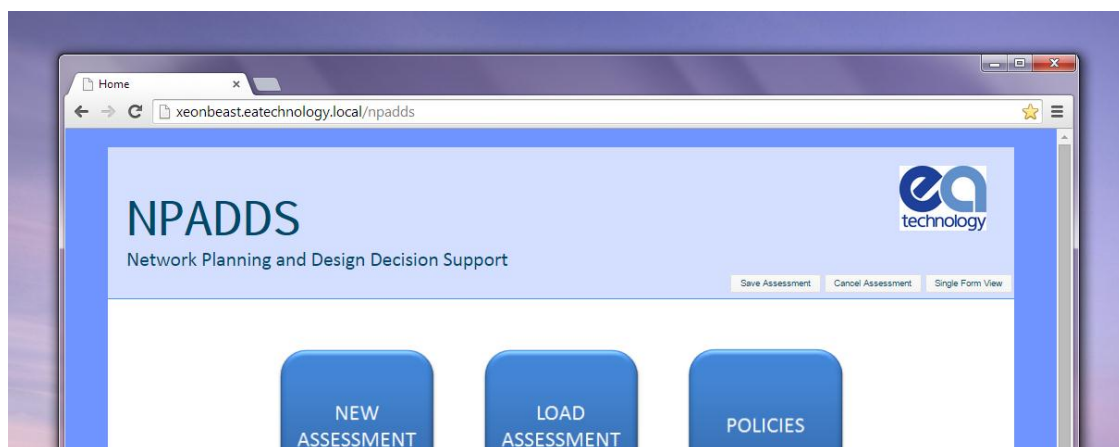 Home
xeonbeast.eatechnology.local/npadds
ea
technology
NPADDS
Network Planning and Design Decision Support
Save Assessment Cancel Assessment Single Form View
NEW
ASSESSMENT
LOAD
ASSESSMENT
POLICIES